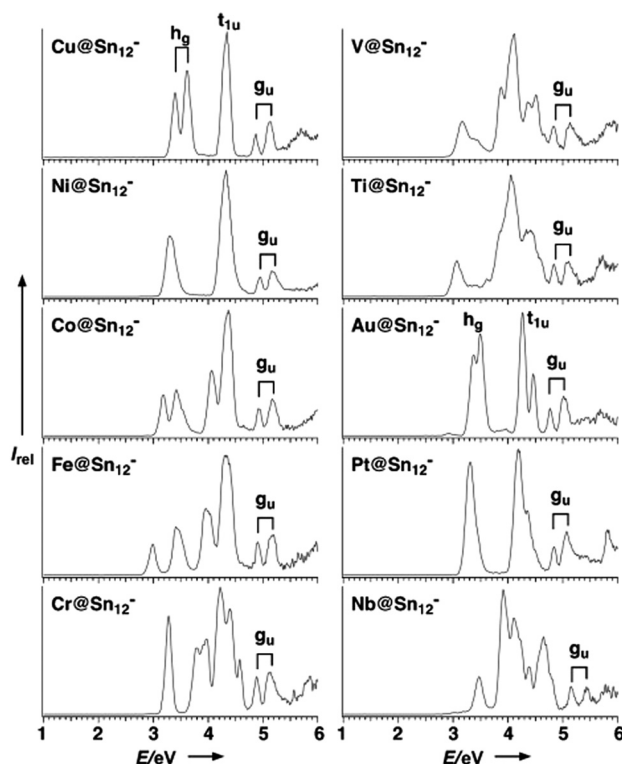 Cu@Sn12-
hg
t1u
gu
V@Sn12-
gu
Ni@Sn12-
gu
Ti@Sn12-
gu
Co@Sn12-
gu
Au@Sn12-
hg
t1u
gu
Irel
Fe@Sn12-
gu
Pt@Sn12-
gu
Cr@Sn12-
gu
Nb@Sn12-
gu
1 2 3 4 5 6
1 2 3 4 5 6
E/eV
E/eV